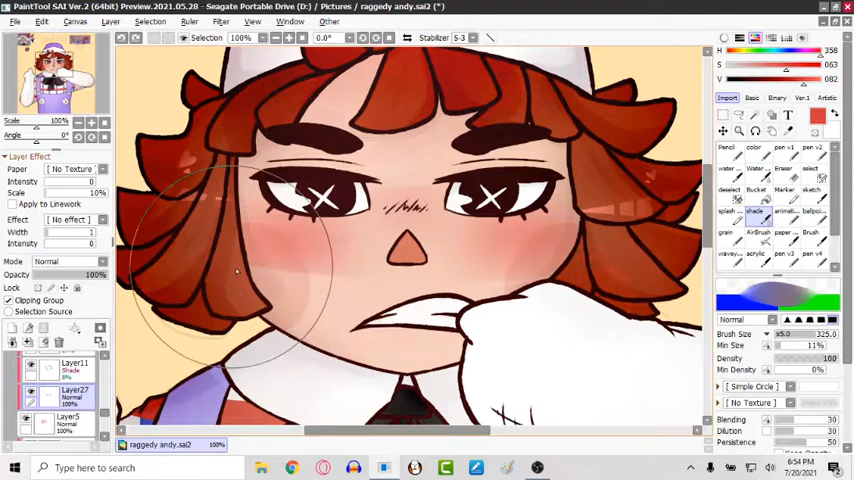 PaintTool SAI Ver.2 (64bit) Preview.2021.05.28 - Seagate Portable Drive (D:) / Pictures / raggedy andy.sai2 (*)
File Edit Canvas Layer Selection Ruler Filter View Window Other
Selection 100% 0.0° Stabilizer S-3
Scale 100%
Angle 0°
Layer Effect
Paper [ No Texture ]
Intensity 0
Scale 10%
Apply to Linework
Effect [ No effect ]
Width 1
Intensity 0
Mode Normal
Opacity 100%
Clipping Group
Lock
Selection Source
Layer11
Shade
8%
Layer27
Normal
100%
Layer5
Normal
H 358
S 063
V 082
Import Basic Ver.1 Artistic
T
Pencil color Pen pen v2
water Water Eraser select
deselect Bucket Marker sketch
splash shade animal ballpoi
grain AirBrush paper pen v3
wavey acrylic pen v4
Normal
Brush Size x5.0 325.0
Min Size 11%
Density 100
Min Density 0%
[ Simple Circle ]
[ No Texture ]
Blending 30
Dilution 30
Persistence 50
raggedy andy.sai2 100%
Type here to search
6:54 PM
7/20/2021
2